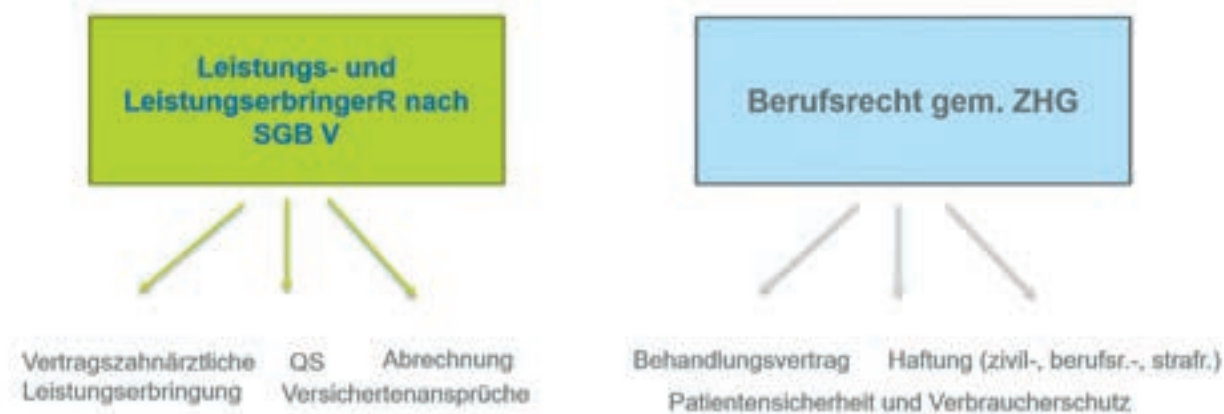 Leistungs- und
LeistungserbringerR nach
SGB V
Vertragszahnärztliche QS Abrechnung
Leistungserbringung Versichertenansprüche
Berufsrecht gem. ZHG
Behandlungsvertrag Haftung (zivil-, berufsr.-, strafr.)
Patientensicherheit und Verbraucherschutz